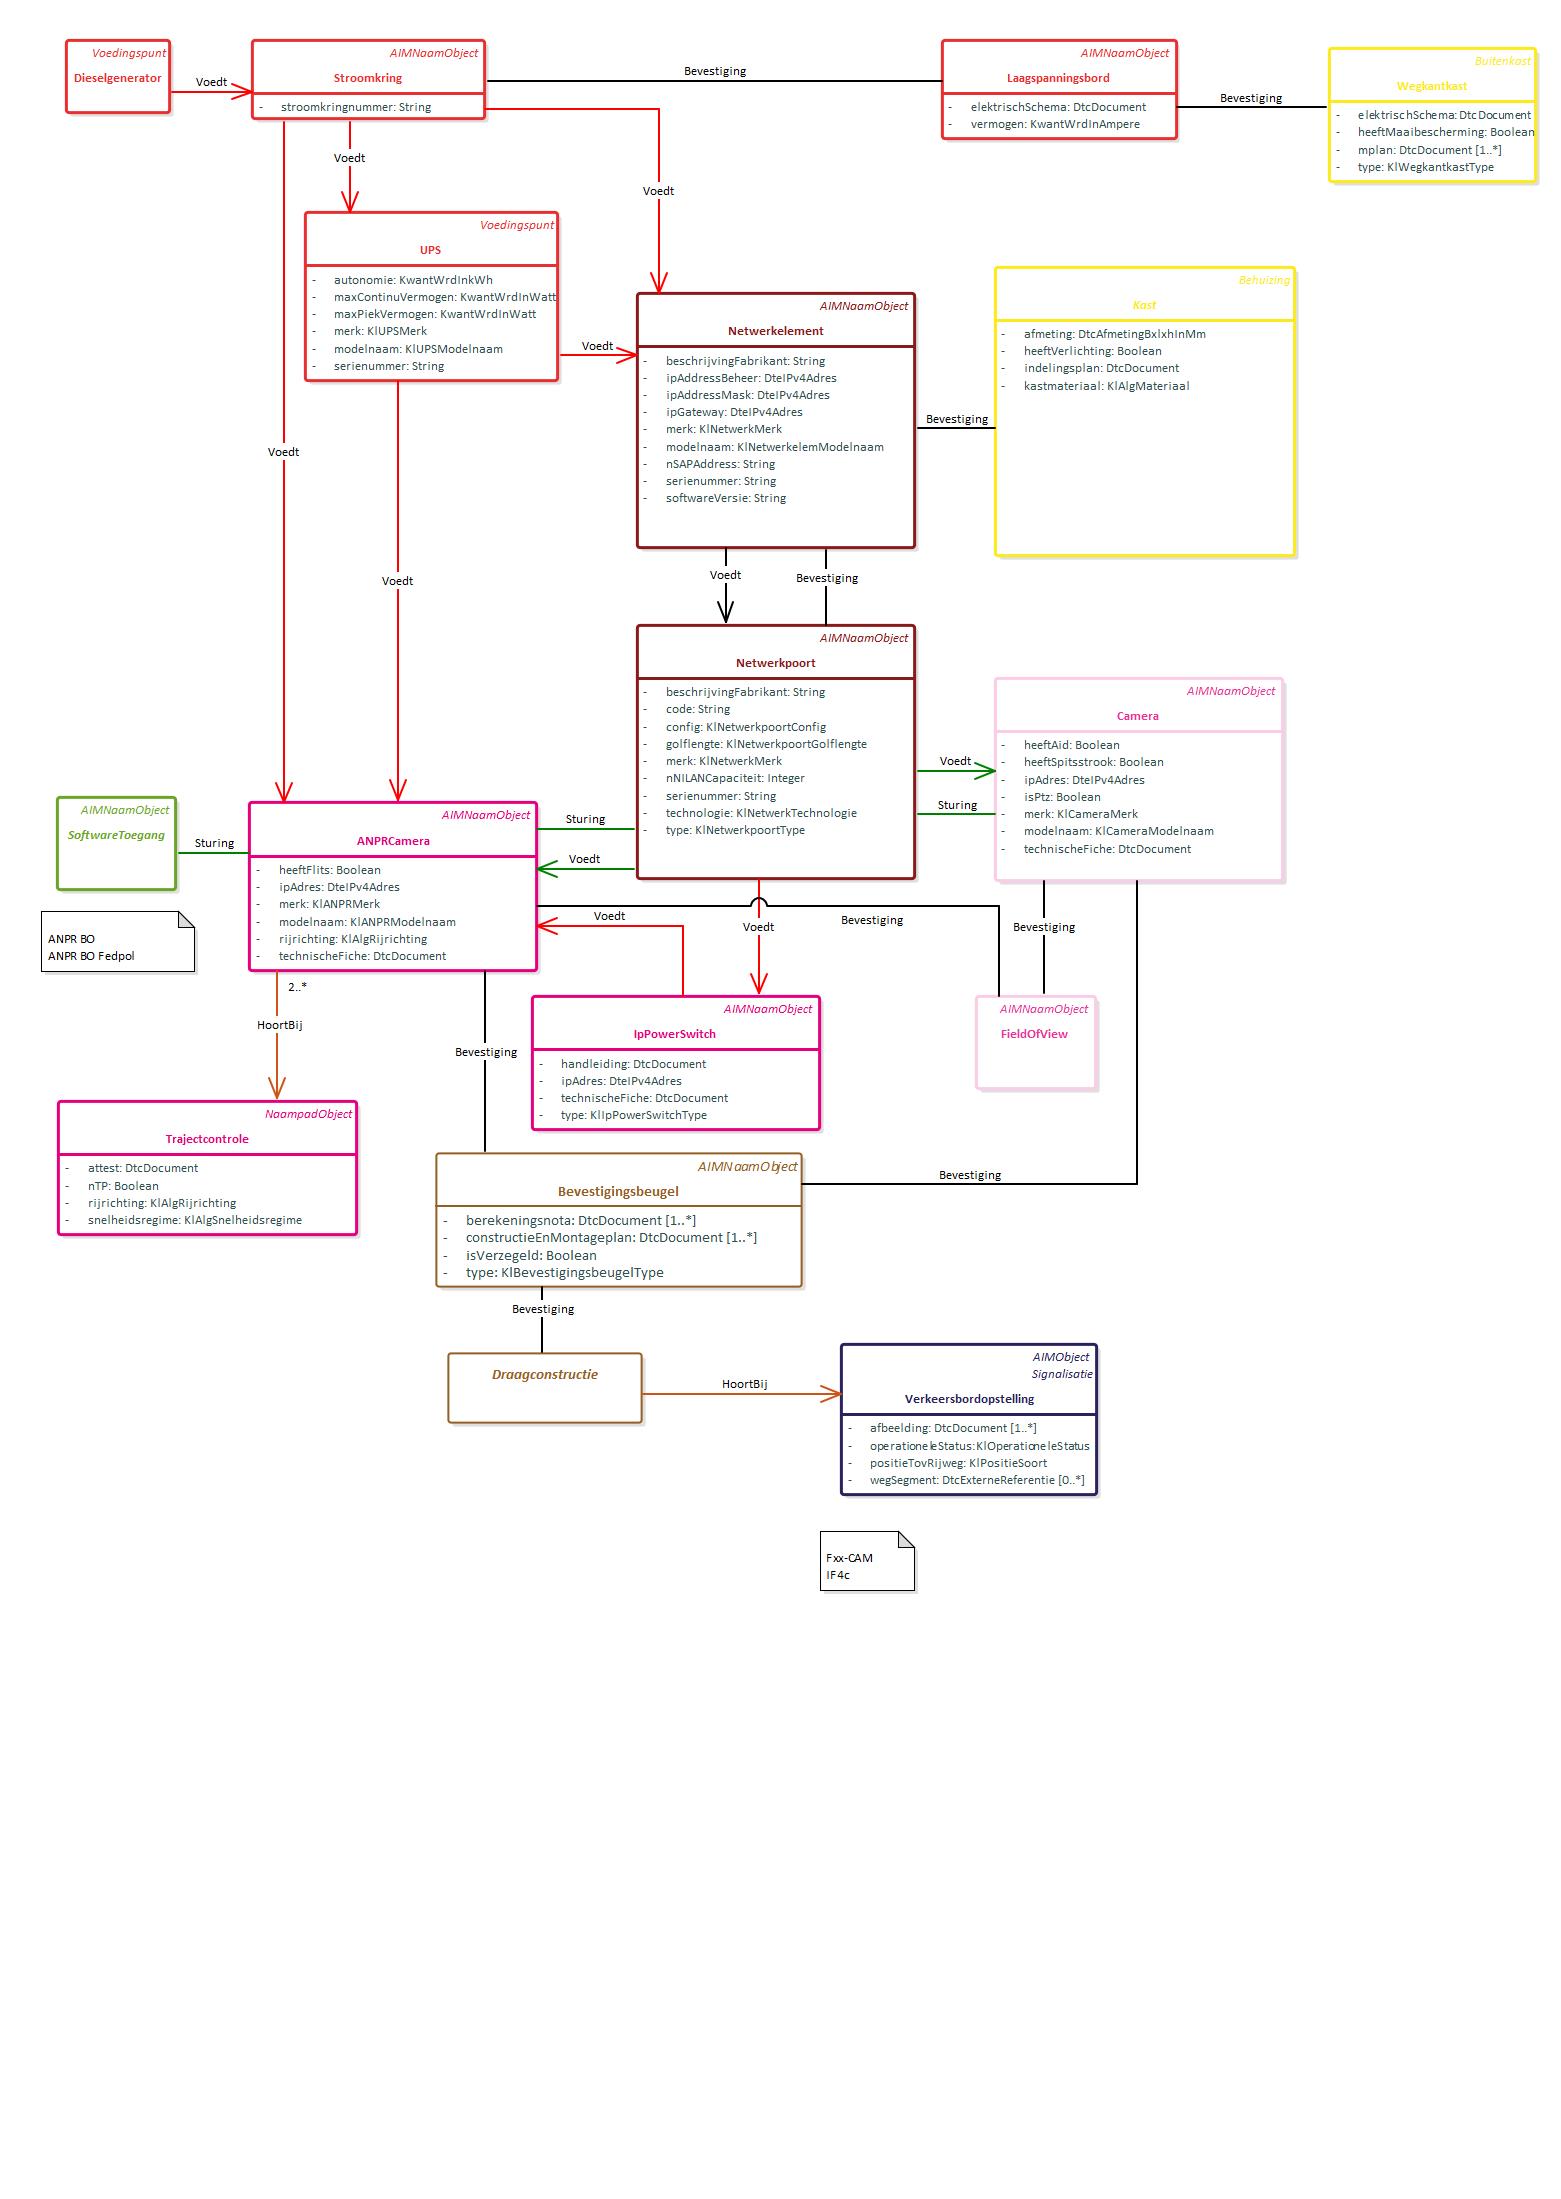 Voedingspunt
Dieselgenerator
Voedt
AIMNaamObject
Stroomkring
- stroomkringnummer: String
Bevestiging
AIMNaamObject
Laagspanningsbord
- elektrischSchema: DtcDocument
- vermogen: KwantWrdInAmpere
Bevestiging
Buitenkast
Wegkantkast
- elektrischSchema: DtcDocument
- heeftMaaibescherming: Boolean
- mplan: DtcDocument [1..*]
- type: KlWegkantkastType
Voedt
Voedt
Voedingspunt
UPS
- autonomie: KwantWrdInkWh
- maxContinuVermogen: KwantWrdInWatt
- maxPiekVermogen: KwantWrdInWatt
- merk: KlUPSMerk
- modelnaam: KlUPSModelnaam
- serienummer: String
Voedt
AIMNaamObject
Netwerkelement
- beschrijvingFabrikant: String
- ipAddressBeheer: DteIPv4Adres
- ipAddressMask: DteIPv4Adres
- ipGateway: DteIPv4Adres
- merk: KlNetwerkMerk
- modelnaam: KlNetwerkelemModelnaam
- nSAPAddress: String
- serienummer: String
- softwareVersie: String
Bevestiging
Behuizing
Kast
- afmeting: DtcAfmetingBxlxhInMm
- heeftVerlichting: Boolean
- indelingsplan: DtcDocument
- kastmateriaal: KlAlgMateriaal
Voedt
Voedt
Voedt
Bevestiging
AIMNaamObject
Netwerkpoort
- beschrijvingFabrikant: String
- code: String
- config: KlNetwerkpoortConfig
- golflengte: KlNetwerkpoortGolflengte
- merk: KlNetwerkMerk
- nNILANCapaciteit: Integer
- serienummer: String
- technologie: KlNetwerkTechnologie
- type: KlNetwerkpoortType
Voedt
Sturing
AIMNaamObject
Camera
- heeftAid: Boolean
- heeftSpitsstrook: Boolean
- ipAdres: DteIPv4Adres
- isPtz: Boolean
- merk: KlCameraMerk
- modelnaam: KlCameraModelnaam
- technischeFiche: DtcDocument
AIMNaamObject
SoftwareToegang
Sturing
AIMNaamObject
ANPRCamera
- heeftFlits: Boolean
- ipAdres: DteIPv4Adres
- merk: KlANPRMerk
- modelnaam: KlANPRModelnaam
- rijrichting: KlAlgRijrichting
- technischeFiche: DtcDocument
Sturing
Voedt
ANPR BO
ANPR BO Fedpol
Voedt
Voedt
Bevestiging
Bevestiging
2..*
HoortBij
Bevestiging
AIMNaamObject
IpPowerSwitch
- handleiding: DtcDocument
- ipAdres: DteIPv4Adres
- technischeFiche: DtcDocument
- type: KlIpPowerSwitchType
AIMNaamObject
FieldOfView
NaampadObject
Trajectcontrole
- attest: DtcDocument
- nTP: Boolean
- rijrichting: KlAlgRijrichting
- snelheidsregime: KlAlgSnelheidsregime
AIMNaamObject
Bevestigingsbeugel
- berekeningsnota: DtcDocument [1..*]
- constructieEnMontageplan: DtcDocument [1..*]
- isVerzegeld: Boolean
- type: KlBevestigingsbeugelType
Bevestiging
Bevestiging
Draagconstructie
HoortBij
AIMObject
Signalisatie
Verkeersbordopstelling
- afbeelding: DtcDocument [1..*]
- operationeleStatus: KlOperationeleStatus
- positieTovRijweg: KlPositieSoort
- wegSegment: DtcExterneReferentie [0..*]
Fxx-CAM
IF4c